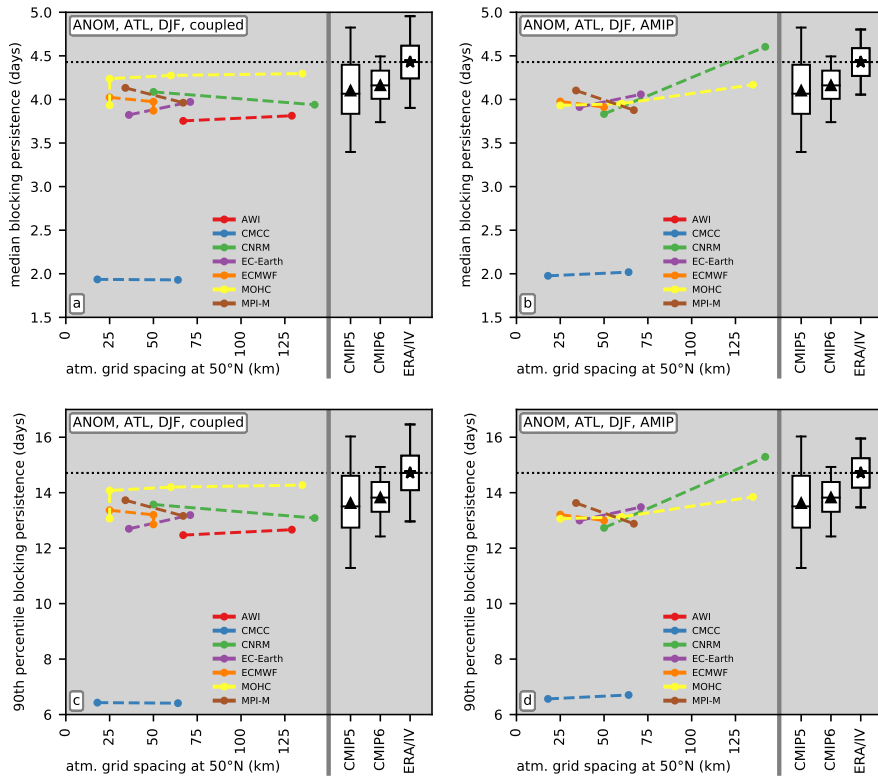 ANOM, ATL, DJF, coupled
median blocking persistence (days)
5.0
4.5
4.0
3.5
3.0
2.5
2.0
1.5
AWI
CMCC
CNRM
EC-Earth
ECMWF
MOHC
MPI-M
a
0
25
50
75
100
125
CMIP5
CMIP6
ERA/IV
atm. grid spacing at 50°N (km)
ANOM, ATL, DJF, AMIP
median blocking persistence (days)
5.0
4.5
4.0
3.5
3.0
2.5
2.0
1.5
AWI
CMCC
CNRM
EC-Earth
ECMWF
MOHC
MPI-M
b
0
25
50
75
100
125
CMIP5
CMIP6
ERA/IV
atm. grid spacing at 50°N (km)
ANOM, ATL, DJF, coupled
90th percentile blocking persistence (days)
16
14
12
10
8
6
AWI
CMCC
CNRM
EC-Earth
ECMWF
MOHC
MPI-M
c
0
25
50
75
100
125
CMIP5
CMIP6
ERA/IV
atm. grid spacing at 50°N (km)
ANOM, ATL, DJF, AMIP
90th percentile blocking persistence (days)
16
14
12
10
8
6
AWI
CMCC
CNRM
EC-Earth
ECMWF
MOHC
MPI-M
d
0
25
50
75
100
125
CMIP5
CMIP6
ERA/IV
atm. grid spacing at 50°N (km)